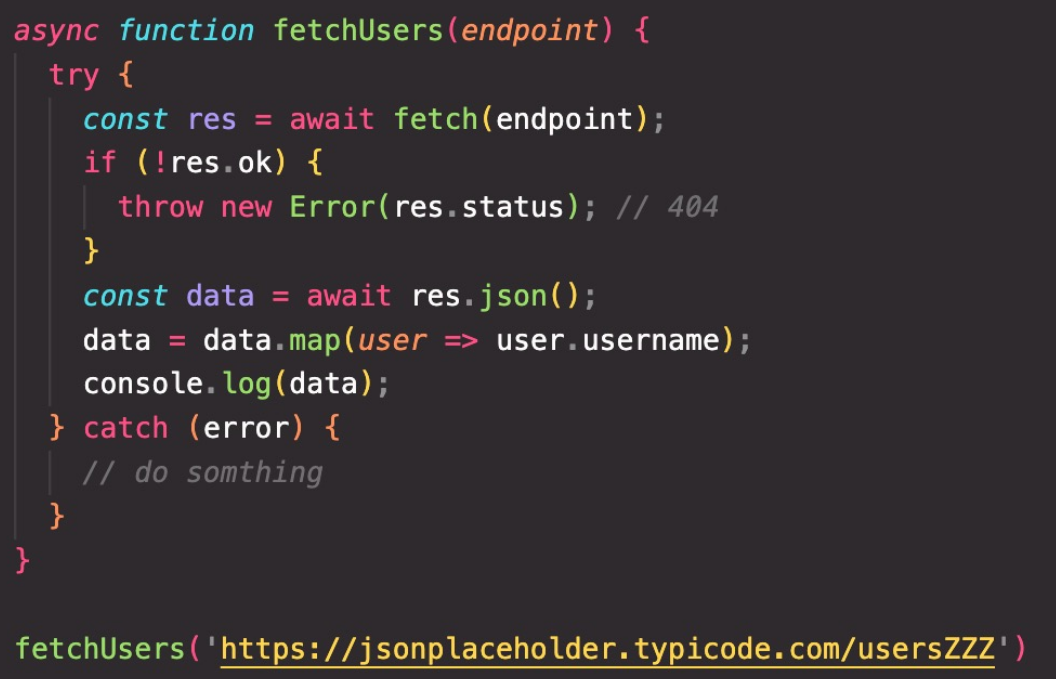 async function fetchUsers(endpoint) {
  try {
    const res = await fetch(endpoint);
    if (!res.ok) {
      throw new Error(res.status); // 404
    }
    const data = await res.json();
    data = data.map(user => user.username);
    console.log(data);
  } catch (error) {
    // do somthing
  }
}
fetchUsers('https://jsonplaceholder.typicode.com/usersZZZ')